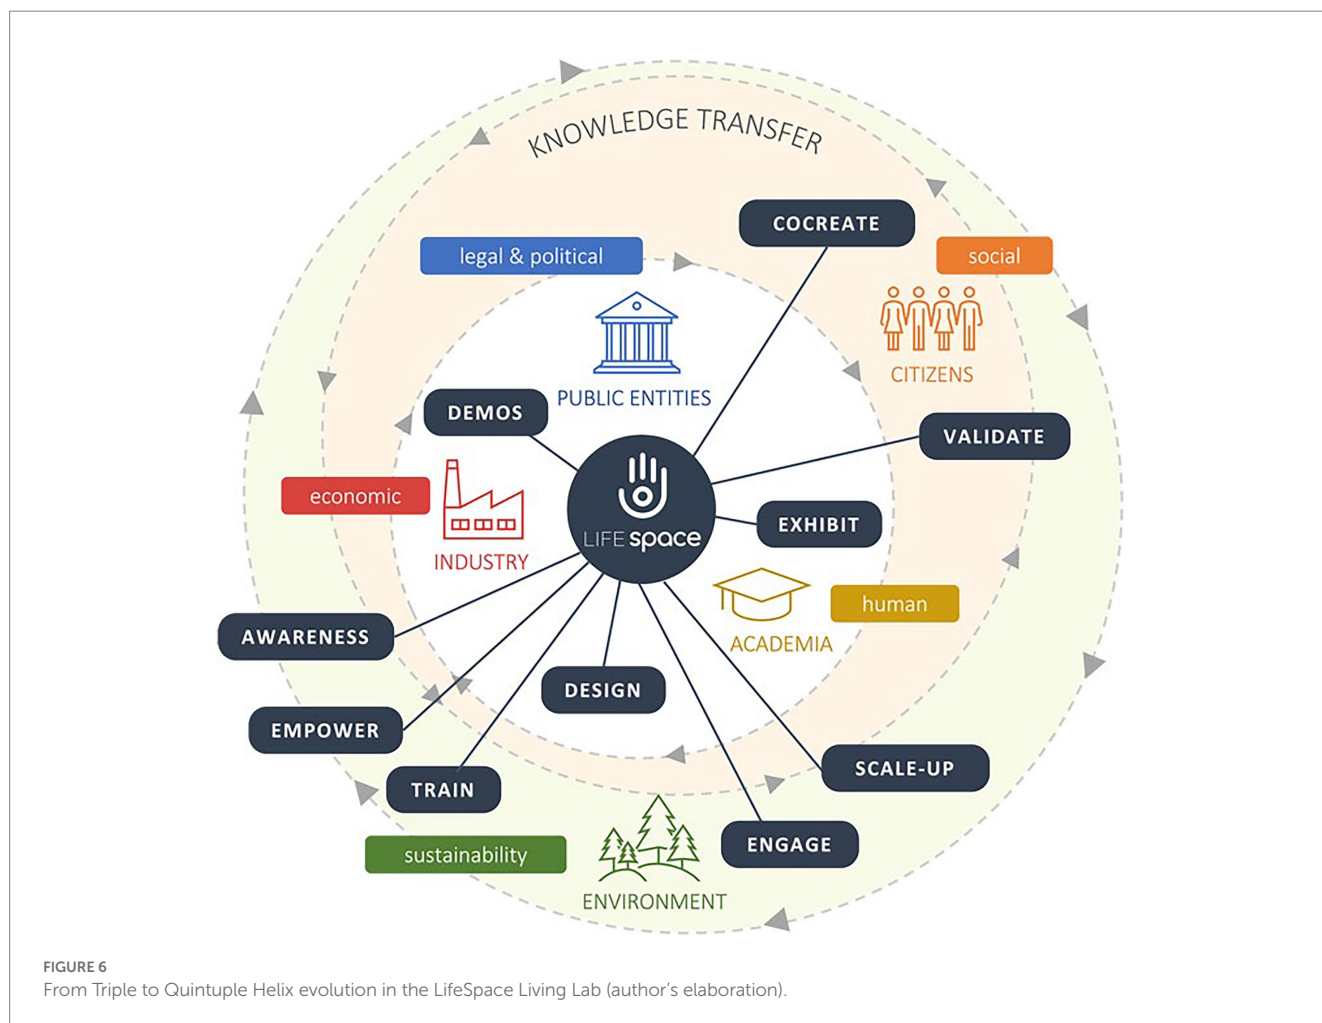 KNOWLEDGE TRANSFER
COCREATE
legal & political
social
CITIZENS
PUBLIC ENTITIES
DEMOS
VALIDATE
economic
EXHIBIT
LIFE space
INDUSTRY
human
AWARENESS
ACADEMIA
DESIGN
EMPOWER
SCALE-UP
TRAIN
ENGAGE
sustainability
ENVIRONMENT
FIGURE 6
From Triple to Quintuple Helix evolution in the LifeSpace Living Lab (author's elaboration).